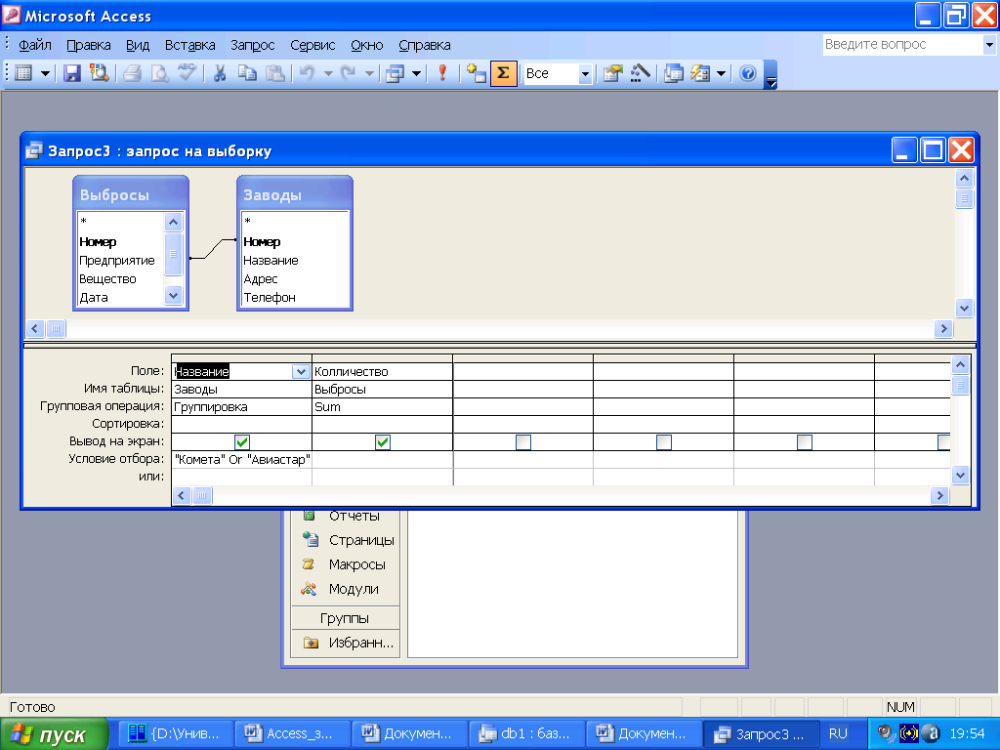 Microsoft Access
Файл Правка Вид Вставка Запрос Сервис Окно Справка Введите вопрос
Σ Все
Запрос3 : запрос на выборку
Выбросы Заводы
* *
Номер Номер
Предприятие Название
Вещество Адрес
Дата Телефон
Поле: Название Колличество
Имя таблицы: Заводы Выбросы
Групповая операция: Группировка Sum
Сортировка:
Вывод на экран:
Условие отбора: "Комета" Or "Авиастар"
или:
Отчеты
Страницы
Макросы
Модули
Группы
Избранн...
Готово NUM
пуск {D:\Унив... Access_з... Докумен... db1 : баз... Докумен... Запрос3 ... RU 19:54